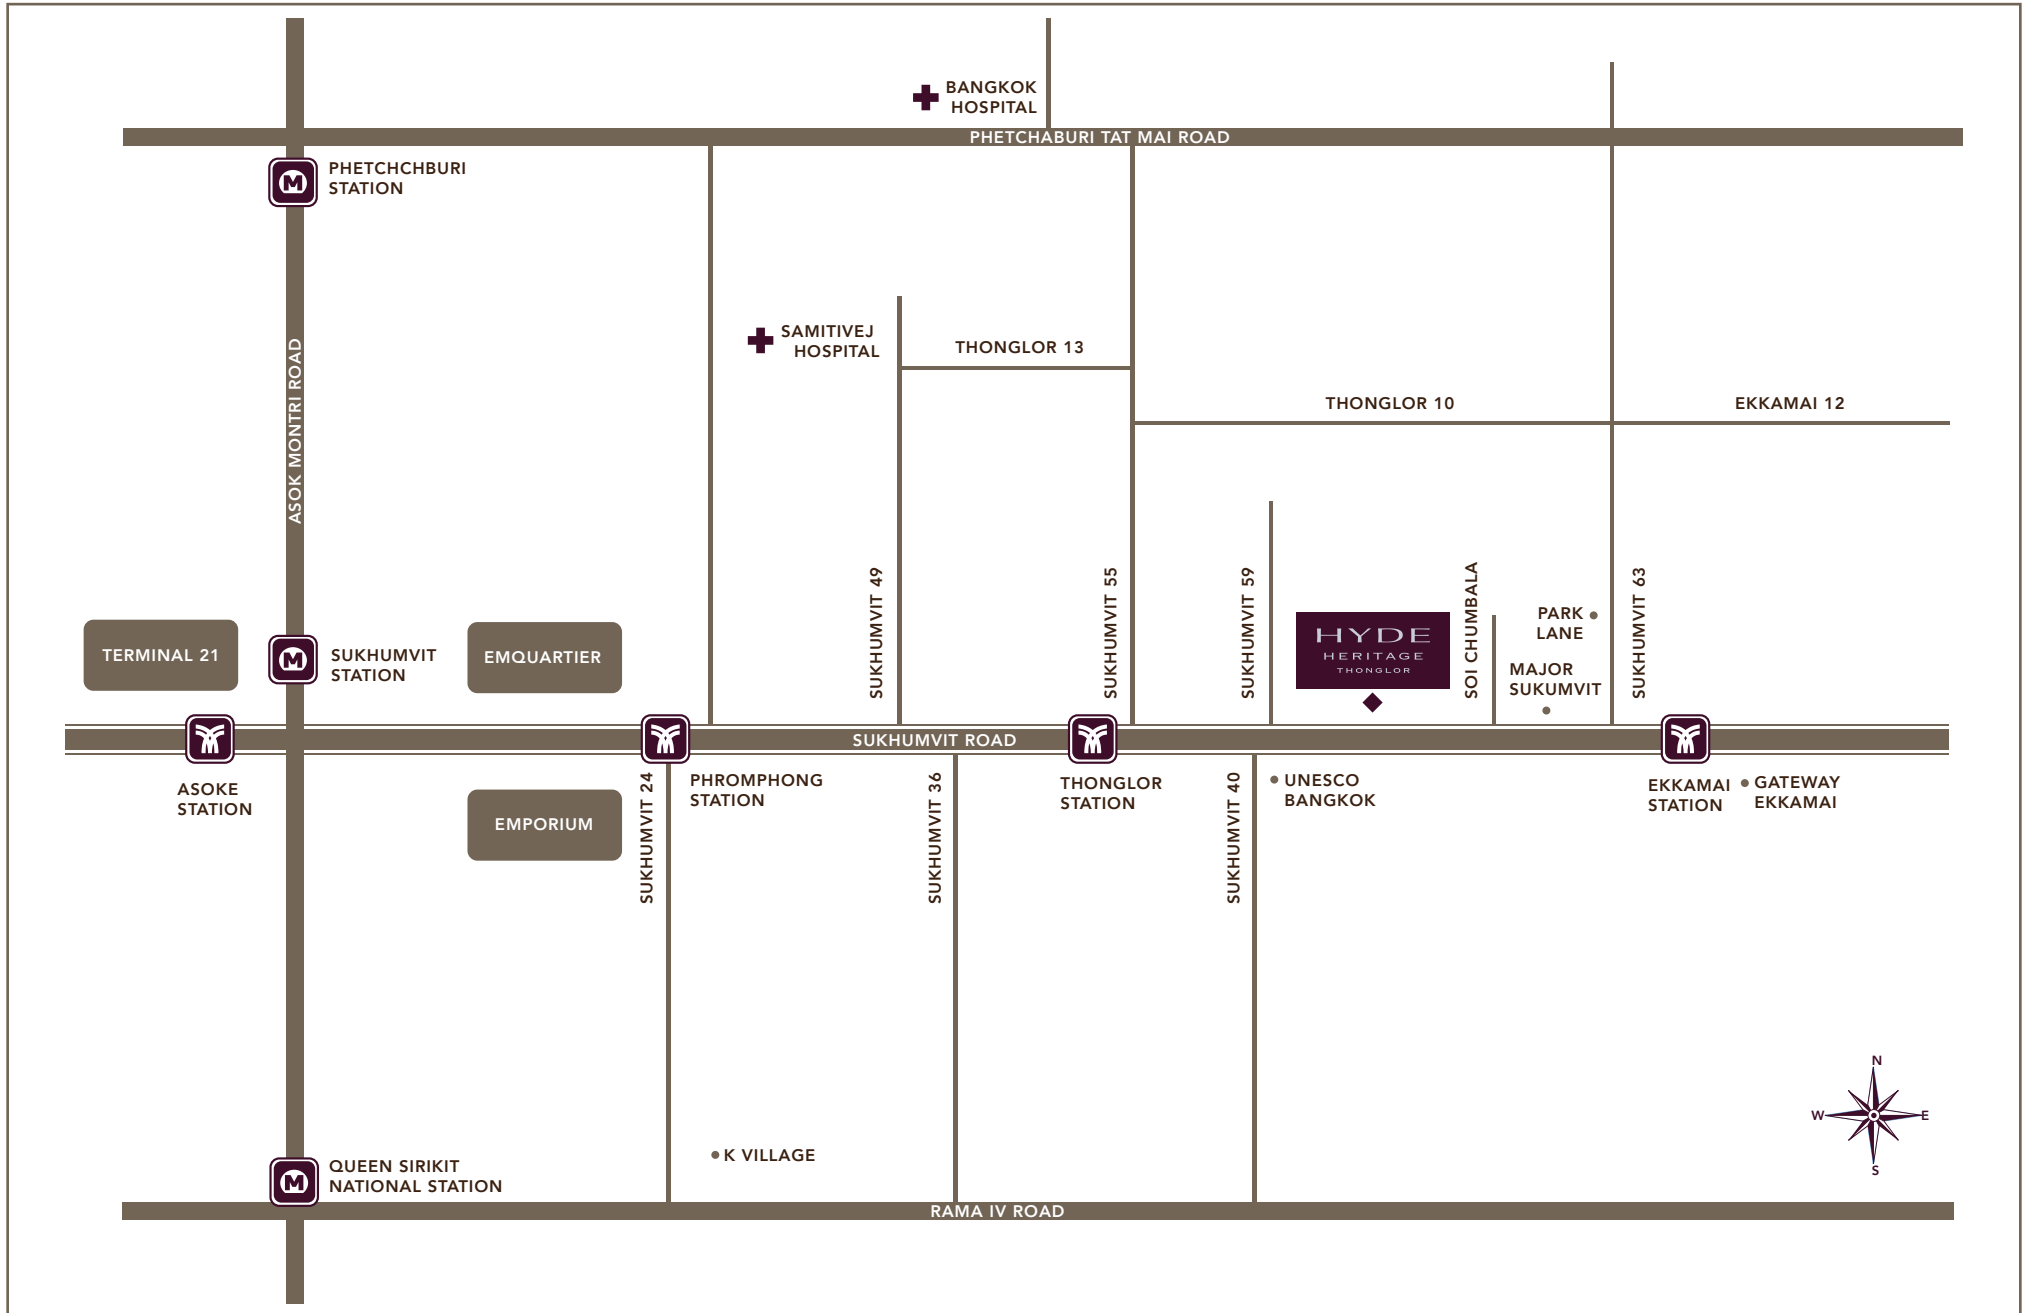 BANGKOK
HOSPITAL
PHETCHABURI TAT MAI ROAD
PHETCHCHBURI
STATION
SAMITIVEJ
HOSPITAL
THONGLOR 13
ASOK MONTRI ROAD
THONGLOR 10
EKKAMAI 12
SUKHUMVIT 49
SUKHUMVIT 55
SUKHUMVIT 59
SOI CHUMBALA
SUKHUMVIT 63
PARK
LANE
HYDE
HERITAGE
THONGLOR
TERMINAL 21
SUKHUMVIT
STATION
EMQUARTIER
MAJOR
SUKUMVIT
SUKHUMVIT ROAD
ASOKE
STATION
SUKHUMVIT 24
PHROMPHONG
STATION
SUKHUMVIT 36
THONGLOR
STATION
SUKHUMVIT 40
UNESCO
BANGKOK
EKKAMAI
STATION
GATEWAY
EKKAMAI
EMPORIUM
N
W
E
S
K VILLAGE
QUEEN SIRIKIT
NATIONAL STATION
RAMA IV ROAD
M
M
M